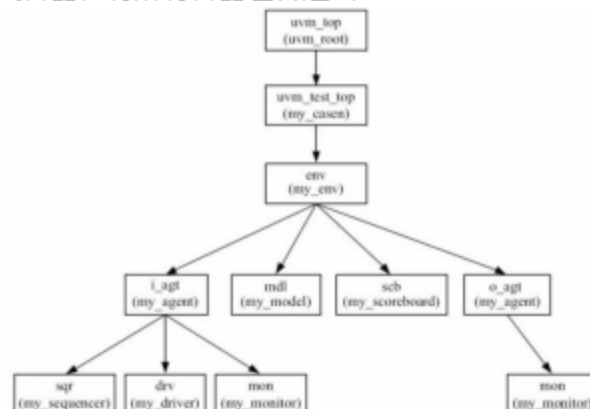 uvm_top
(uvm_root)
uvm_test_top
(my_casen)
env
(my_env)
i_agt
(my_agent)
mdl
(my_model)
scb
(my_scoreboard)
o_agt
(my_agent)
sqr
(my_sequencer)
drv
(my_driver)
mon
(my_monitor)
mon
(my_monitor)